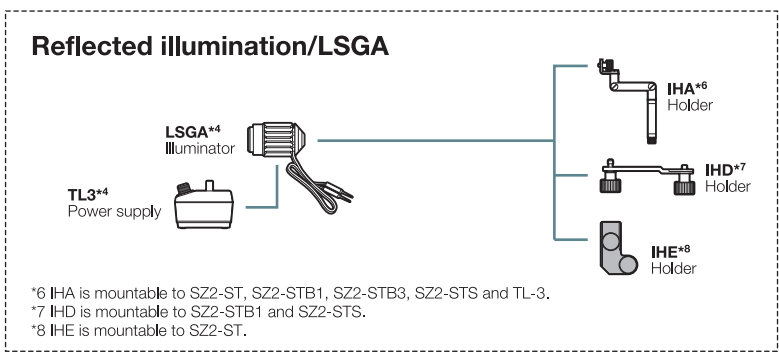 Reflected illumination/LSGA
IHA*6
Holder
LSGA*4
Illuminator
IHD*7
Holder
TL3*4
Power supply
IHE*8
Holder
*6 IHA is mountable to SZ2-ST, SZ2-STB1, SZ2-STB3, SZ2-STS and TL-3.
*7 IHD is mountable to SZ2-STB1 and SZ2-STS.
*8 IHE is mountable to SZ2-ST.